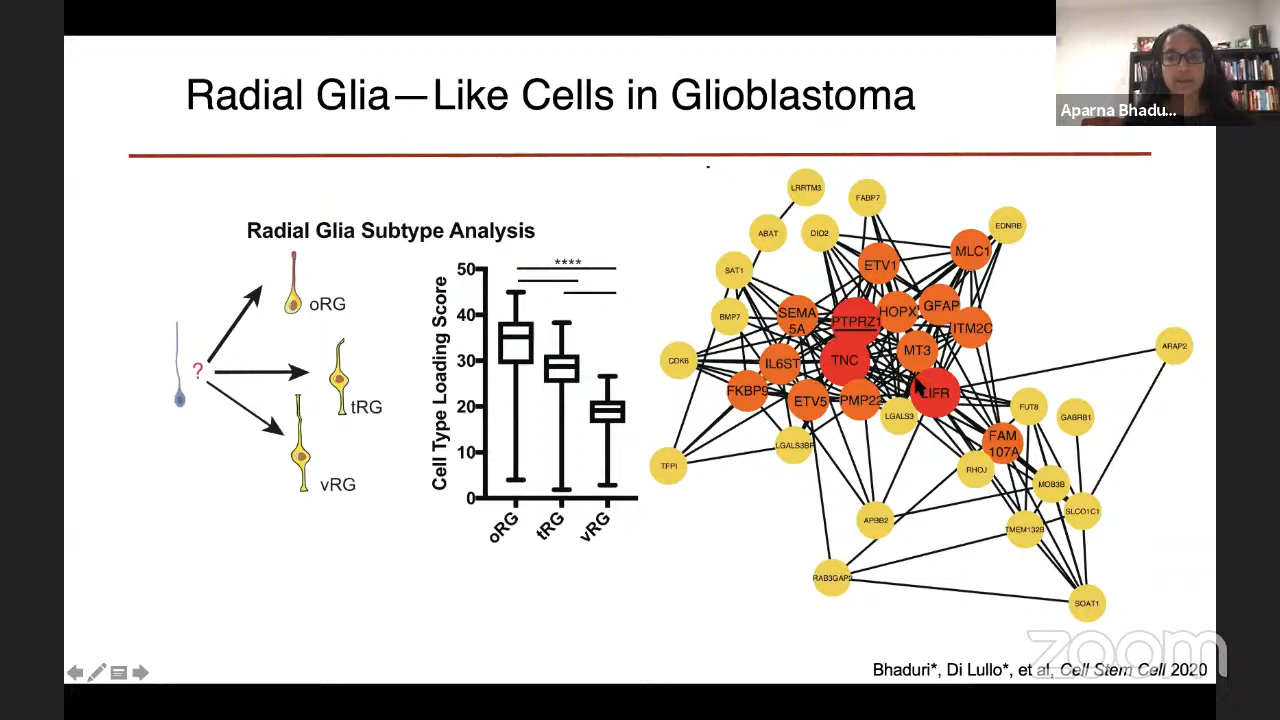 Radial Glia—Like Cells in Glioblastoma
Aparna Bhadu...
Radial Glia Subtype Analysis
?
oRG
tRG
vRG
Cell Type Loading Score
50
40
30
20
10
0
****
oRG
tRG
vRG
LRRTM3
FABP7
ABAT
DIO2
EDNRB
SAT1
ETV1
MLC1
BMP7
SEMA
5A
PTPRZ1
HOPX
GFAP
ITM2C
CDK6
IL6ST
TNC
MT3
ARAP2
FKBP9
ETV5
PMP22
LIFR
LGALS3
FUT8
GABRB1
LGALS3BP
FAM
107A
TFPI
RHOJ
MOB3B
APBB2
SLCO1C1
TMEM132B
RAB3GAP2
SOAT1
zoom
Bhaduri*, Di Lullo*, et al, Cell Stem Cell 2020